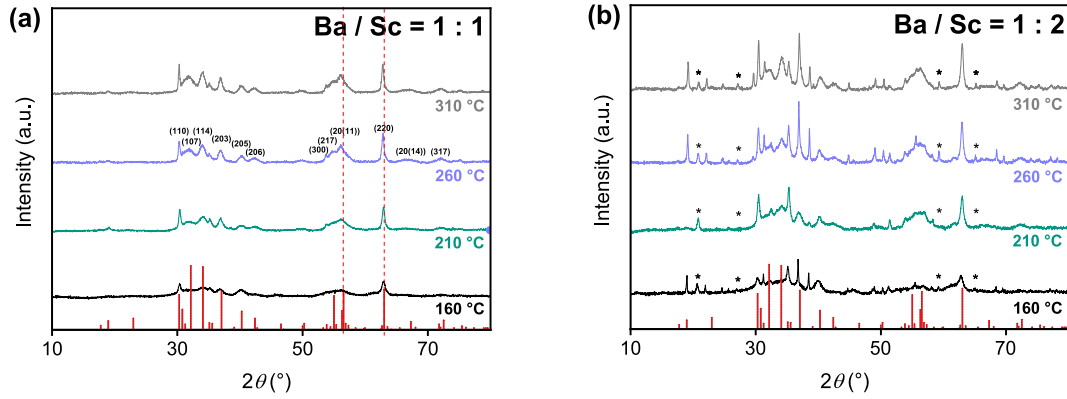 (a)
Ba / Sc = 1 : 1
Intensity (a.u.)
310 °C
(110) (114) (203) (205) (206) (107) (300) (217) (20(11)) (220) (20(14)) (317)
260 °C
210 °C
160 °C
10 30 50 70
2θ (°)
(b)
Ba / Sc = 1 : 2
Intensity (a.u.)
* * * *
310 °C
* * * *
260 °C
* * * *
210 °C
* * * *
160 °C
10 30 50 70
2θ (°)